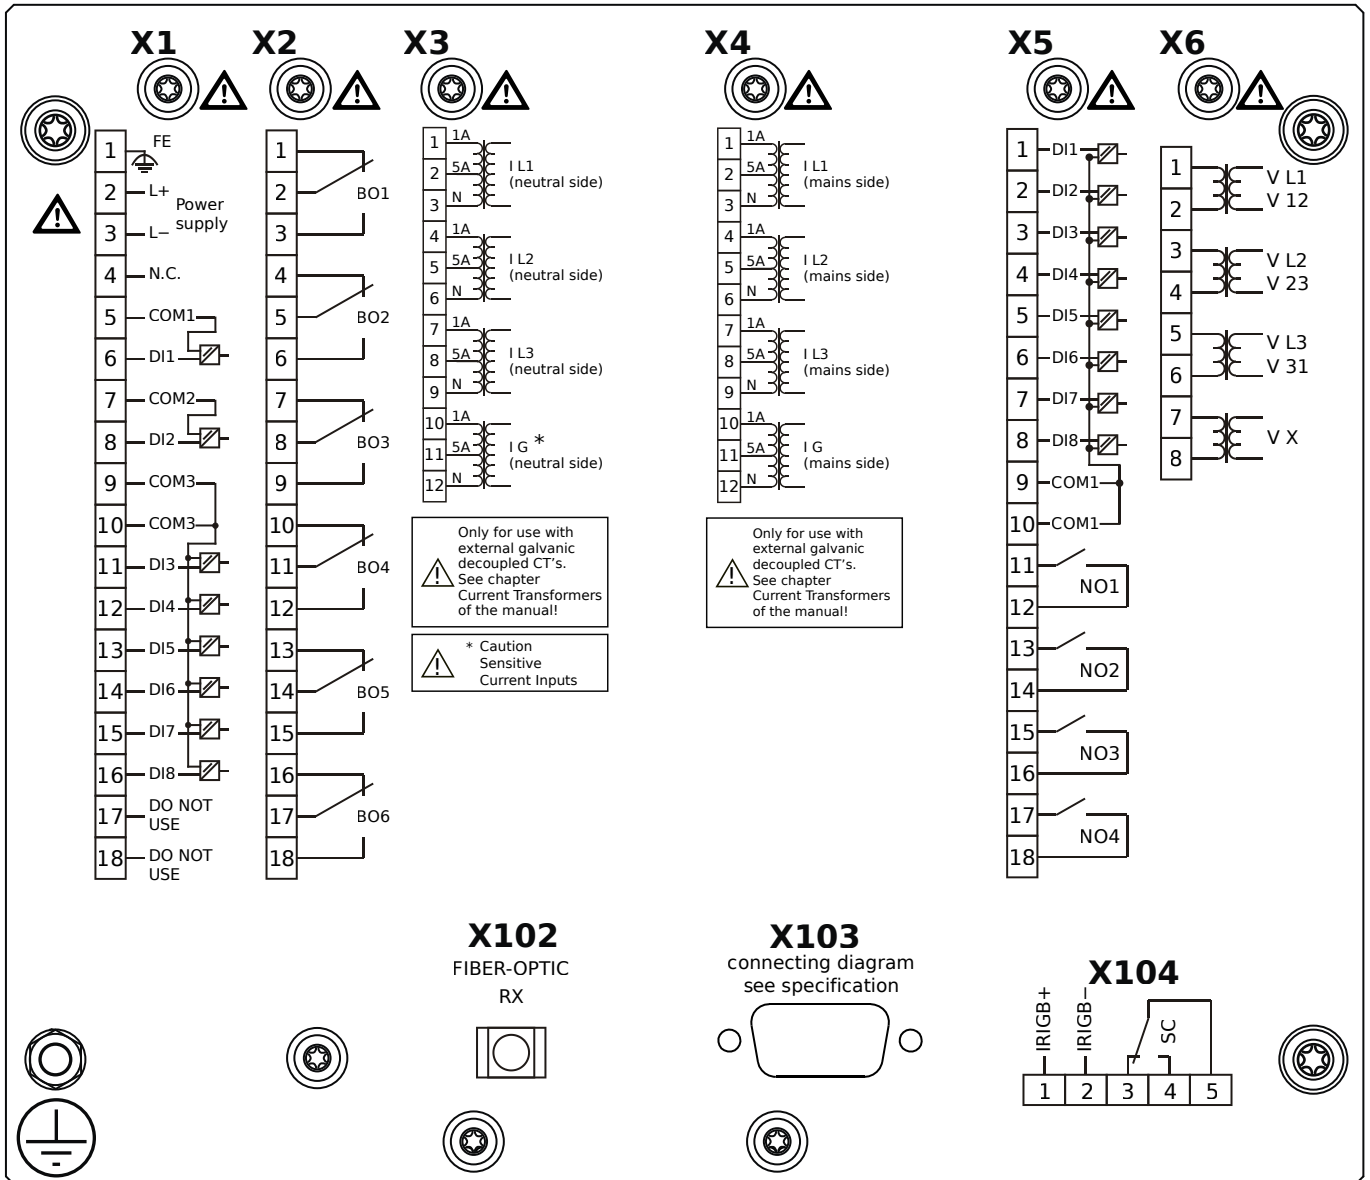 X1
X2
X3
X4
X5
X6
1
FE
2
L+
Power
supply
3
L−
4
N.C.
5
COM1
6
DI1
7
COM2
8
DI2
9
COM3
10
COM3
11
DI3
12
DI4
13
DI5
14
DI6
15
DI7
16
DI8
17
DO NOT
USE
18
DO NOT
USE
1
2
BO1
3
4
5
BO2
6
7
8
BO3
9
10
11
BO4
12
13
14
BO5
15
16
17
BO6
18
1
1A
2
5A
I L1
(neutral side)
3
N
4
1A
5
5A
I L2
(neutral side)
6
N
7
1A
8
5A
I L3
(neutral side)
9
N
10
1A
11
5A
I G *
(neutral side)
12
N
Only for use with
external galvanic
decoupled CT's.
See chapter
Current Transformers
of the manual!
* Caution
Sensitive
Current Inputs
1
1A
2
5A
I L1
(mains side)
3
N
4
1A
5
5A
I L2
(mains side)
6
N
7
1A
8
5A
I L3
(mains side)
9
N
10
1A
11
5A
I G
(mains side)
12
N
Only for use with
external galvanic
decoupled CT's.
See chapter
Current Transformers
of the manual!
1
DI1
2
DI2
3
DI3
4
DI4
5
DI5
6
DI6
7
DI7
8
DI8
9
COM1
10
COM1
11
NO1
12
13
NO2
14
15
NO3
16
17
NO4
18
1
V L1
V 12
2
3
V L2
V 23
4
5
V L3
V 31
6
7
V X
8
X102
FIBER-OPTIC
RX
X103
connecting diagram
see specification
X104
IRIGB+
IRIGB−
SC
1 2 3 4 5